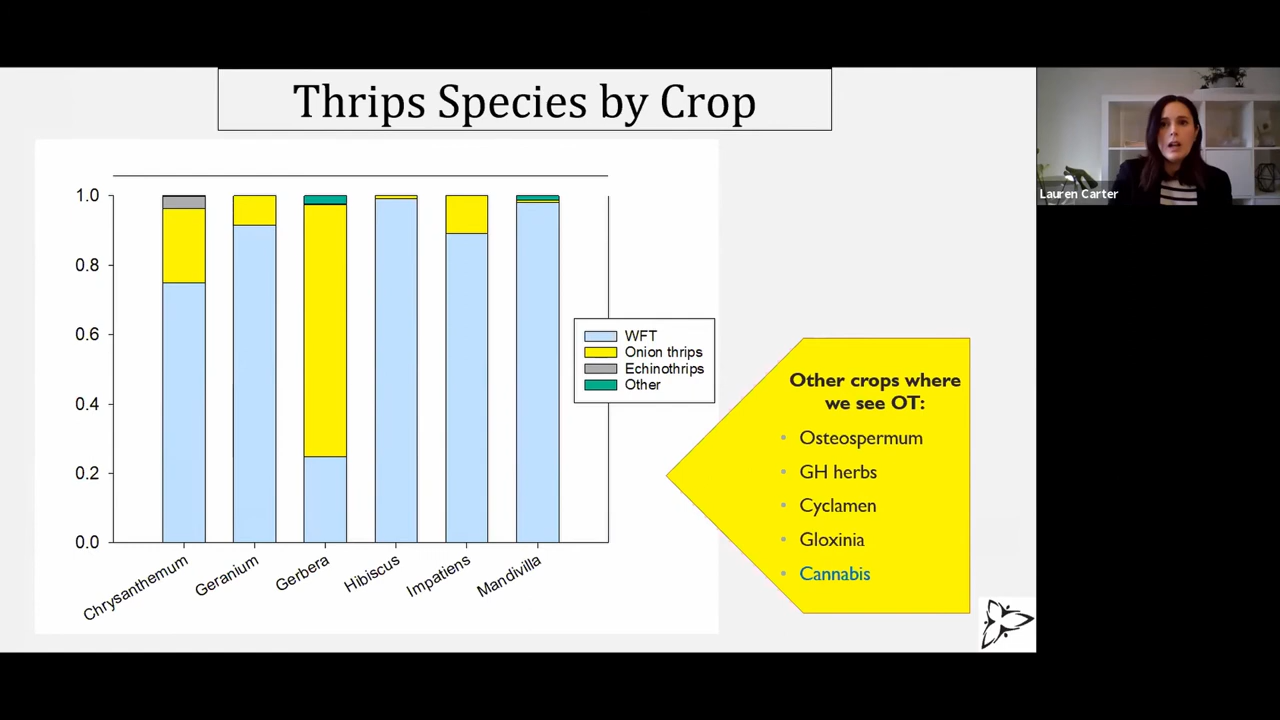 Thrips Species by Crop
Lauren Carter
1.0
0.8
0.6
0.4
0.2
0.0
Chrysanthemum
Geranium
Gerbera
Hibiscus
Impatiens
Mandivilla
WFT
Onion thrips
Echinothrips
Other
Other crops where
we see OT:
• Osteospermum
• GH herbs
• Cyclamen
• Gloxinia
• Cannabis